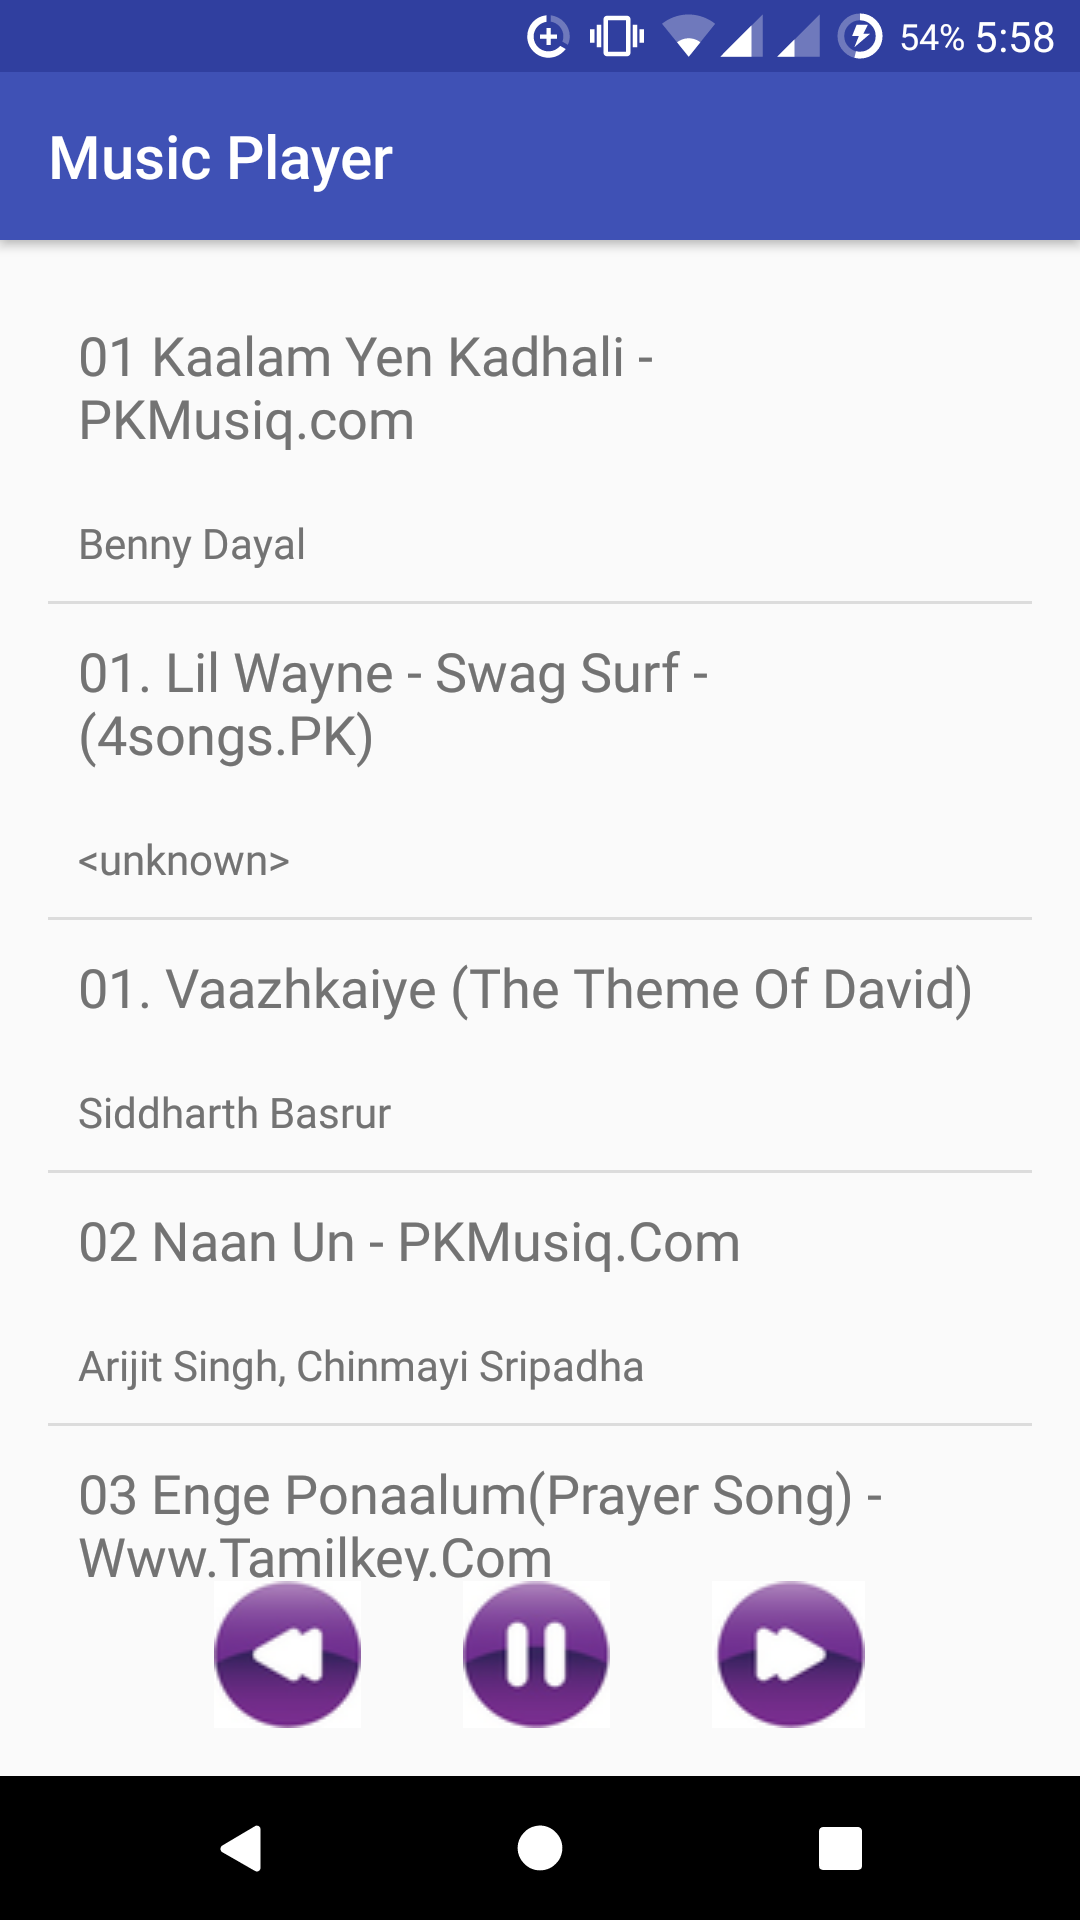 54% 5:58
Music Player
01 Kaalam Yen Kadhali -
PKMusiq.com
Benny Dayal
01. Lil Wayne - Swag Surf -
(4songs.PK)
<unknown>
01. Vaazhkaiye (The Theme Of David)
Siddharth Basrur
02 Naan Un - PKMusiq.Com
Arijit Singh, Chinmayi Sripadha
03 Enge Ponaalum(Prayer Song) -
Www.Tamilkey.Com